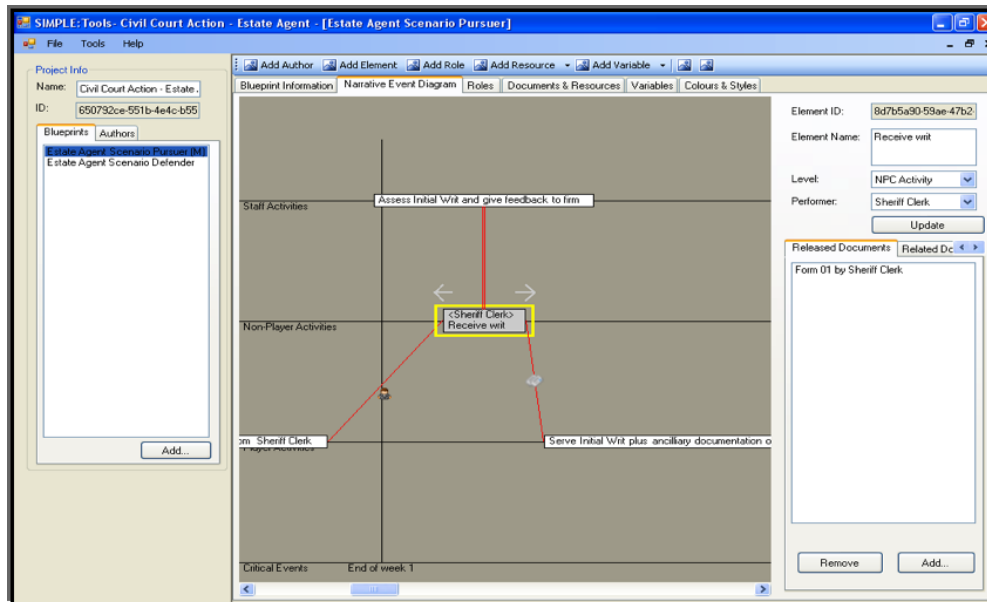 SIMPLE:Tools- Civil Court Action - Estate Agent - [Estate Agent Scenario Pursuer]
File Tools Help
Project Info
Name: Civil Court Action - Estate .
ID: 650792ce-551b-4e4c-b55
Blueprints Authors
Estate Agent Scenario Pursuer (M)
Estate Agent Scenario Defender
Add...
Add Author Add Element Add Role Add Resource Add Variable
Blueprint Information Narrative Event Diagram Roles Documents & Resources Variables Colours & Styles
Staff Activities
Assess Initial Writ and give feedback to firm
Non-Player Activities
<Sheriff Clerk>
Receive writ
om Sheriff Clerk
Serve Initial Writ plus ancilliary documentation o
Player Activities
Critical Events
End of week 1
Element ID: 8d7b5a90-59ae-47b2-
Element Name: Receive writ
Level: NPC Activity
Performer: Sheriff Clerk
Update
Released Documents Related Dc
Form 01 by Sheriff Clerk
Remove Add...